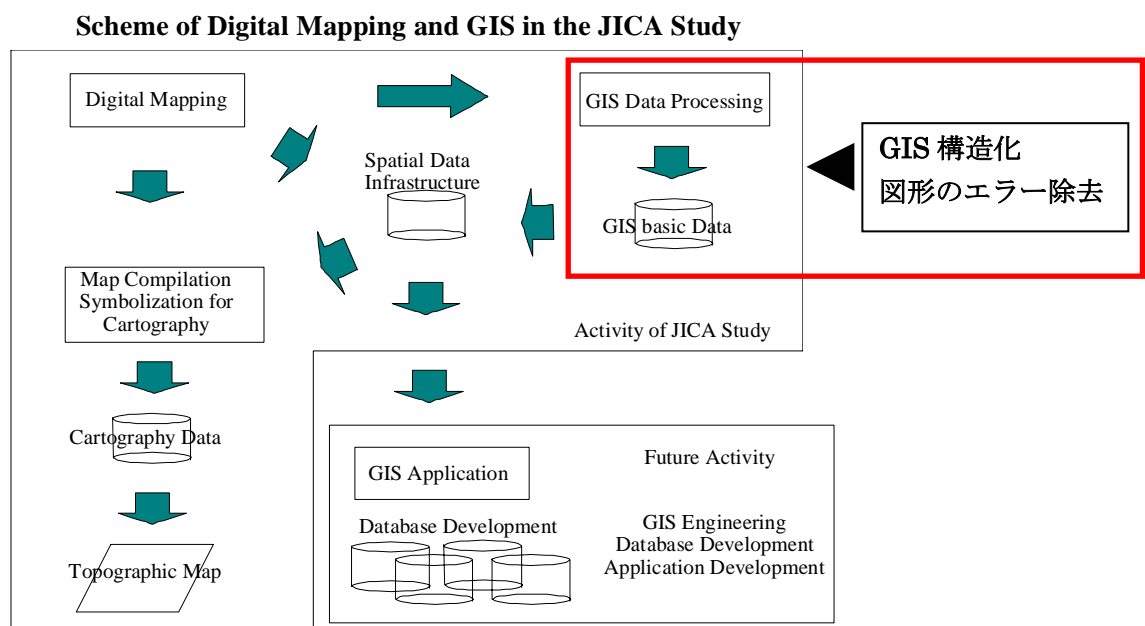 Scheme of Digital Mapping and GIS in the JICA Study
Digital Mapping
GIS Data Processing
GIS 構造化
図形のエラー除去
Spatial Data
Infrastructure
GIS basic Data
Map Compilation
Symbolization for
Cartography
Activity of JICA Study
Cartography Data
Topographic Map
GIS Application
Database Development
Future Activity
GIS Engineering
Database Development
Application Development